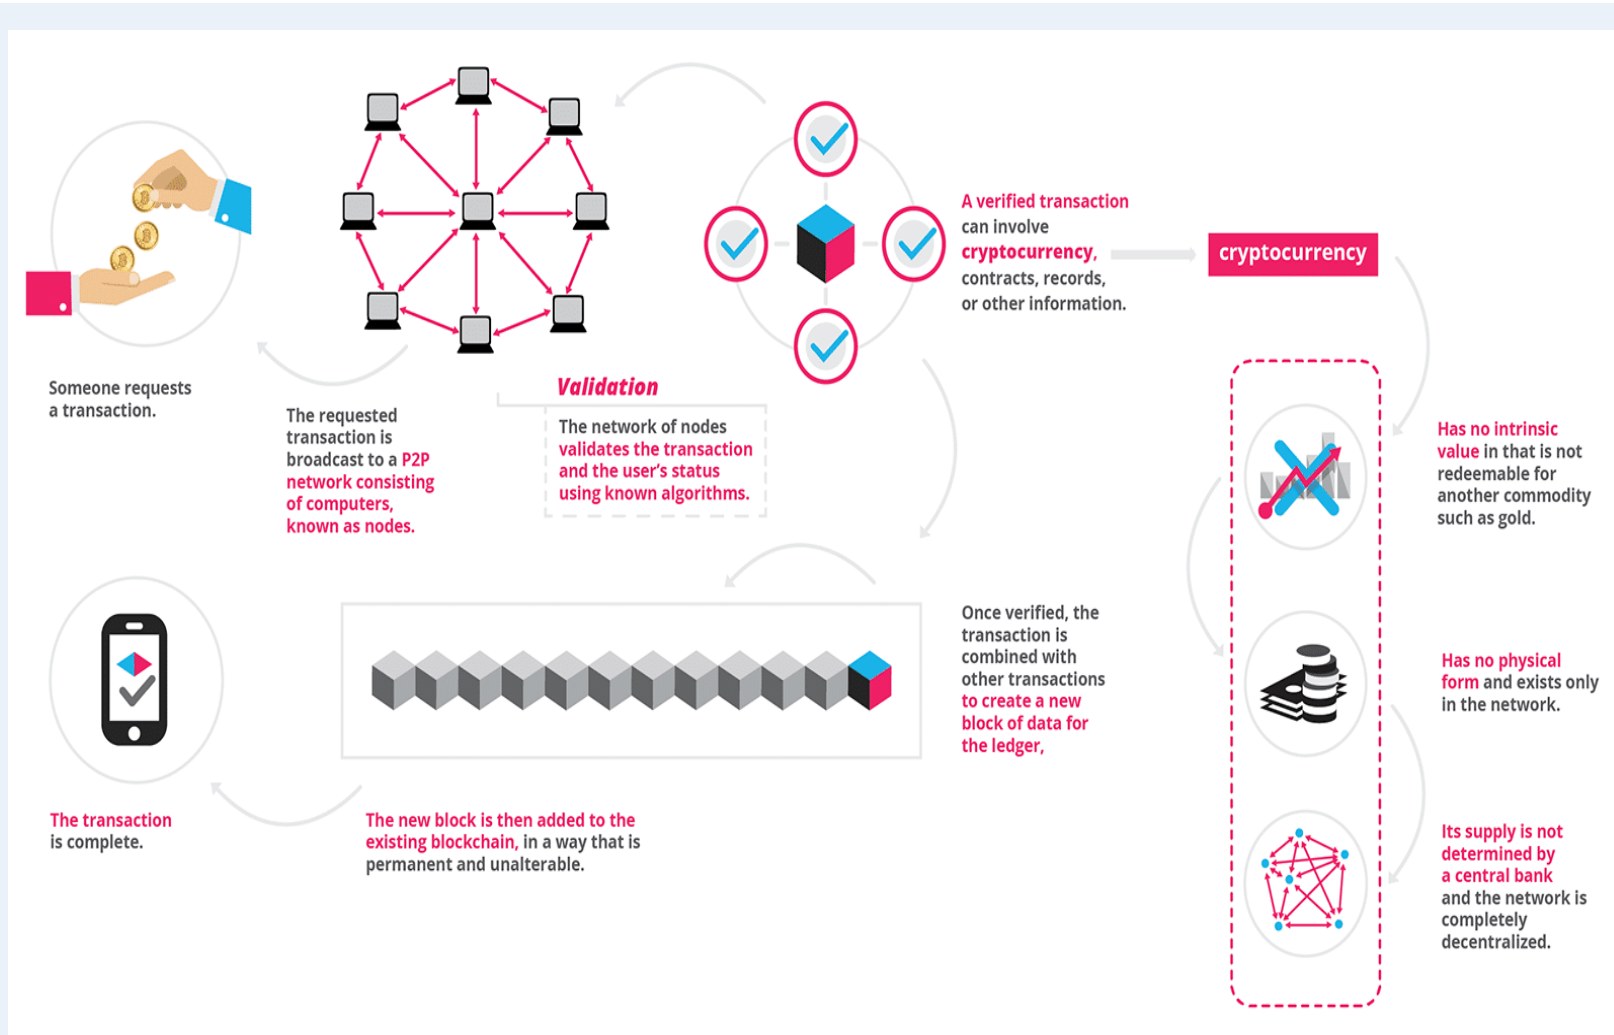 Someone requests
a transaction.
The requested
transaction is
broadcast to a P2P
network consisting
of computers,
known as nodes.
Validation
The network of nodes
validates the transaction
and the user's status
using known algorithms.
A verified transaction
can involve
cryptocurrency,
contracts, records,
or other information.
cryptocurrency
Has no intrinsic
value in that is not
redeemable for
another commodity
such as gold.
Has no physical
form and exists only
in the network.
Its supply is not
determined by
a central bank
and the network is
completely
decentralized.
Once verified, the
transaction is
combined with
other transactions
to create a new
block of data for
the ledger,
The new block is then added to the
existing blockchain, in a way that is
permanent and unalterable.
The transaction
is complete.